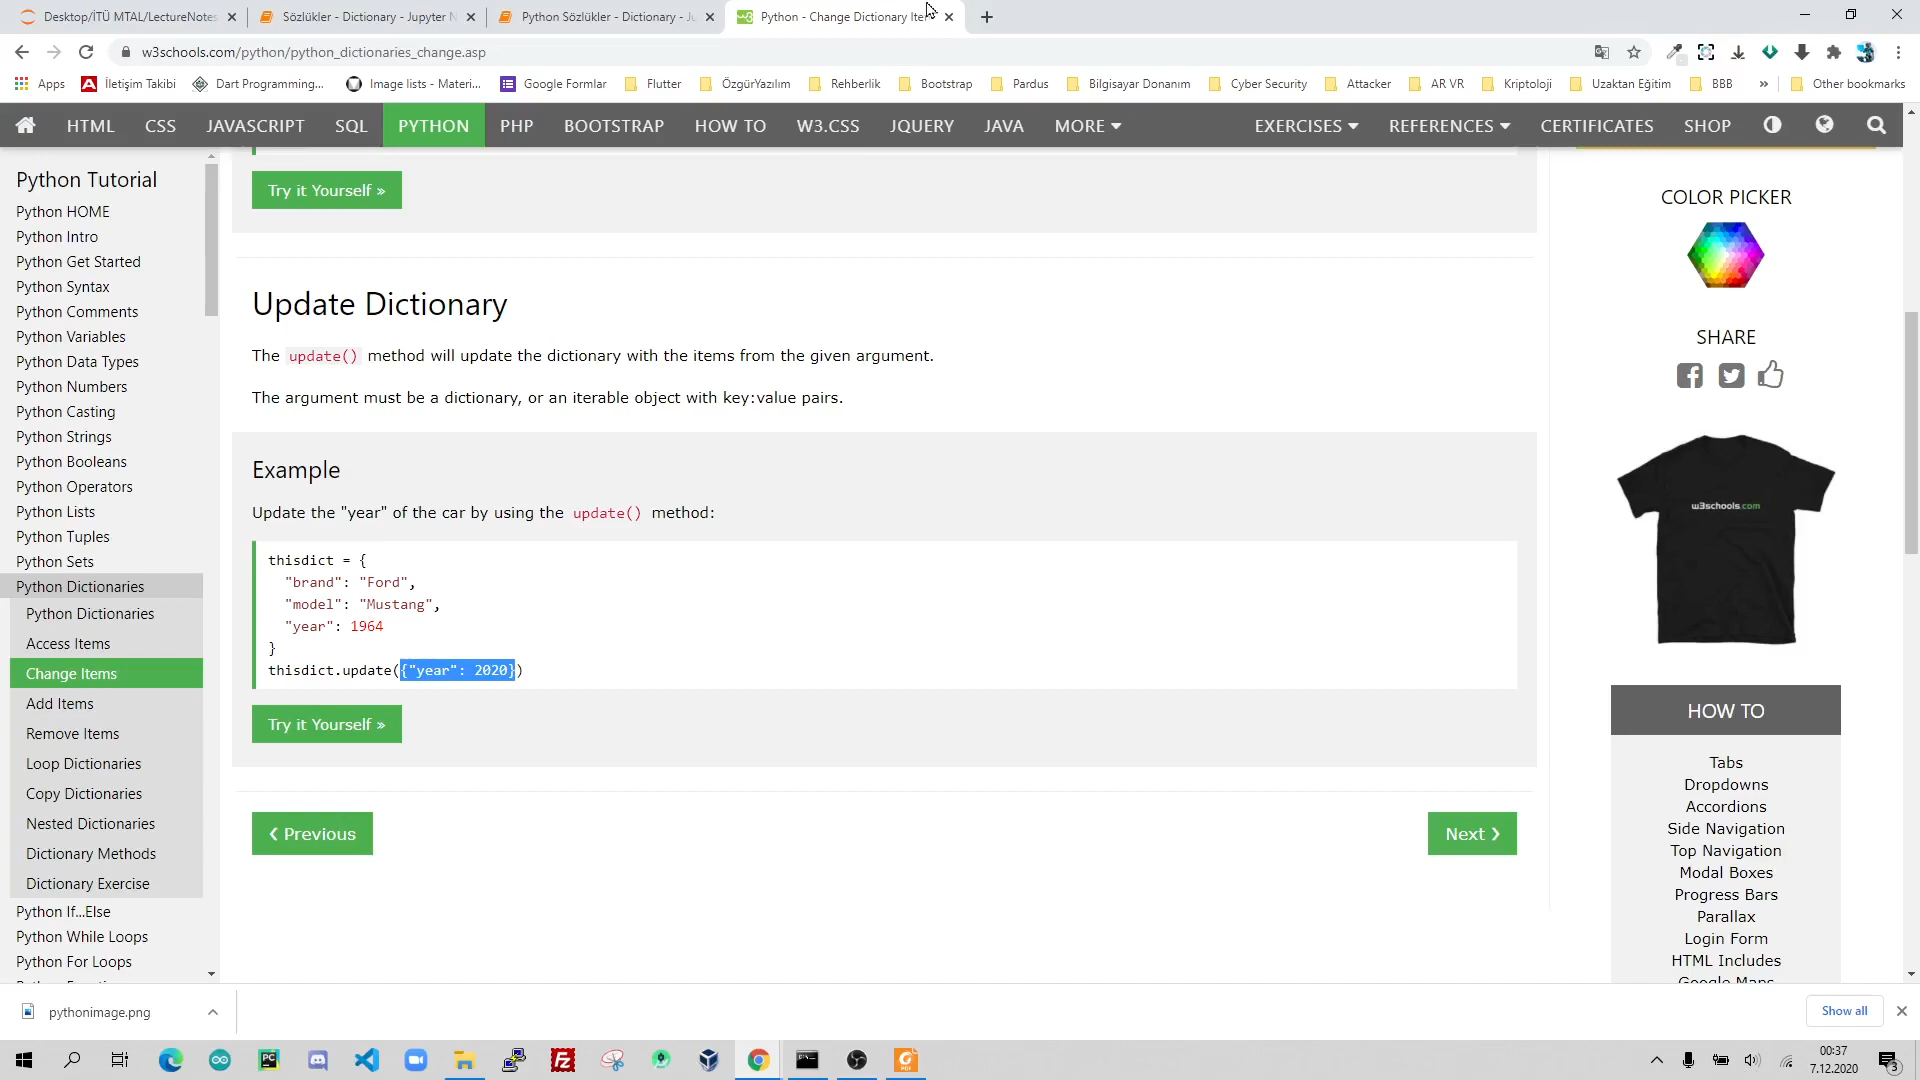 Desktop/İTÜ MTAL/LectureNotes
Sözlükler - Dictionary - Jupyter N
Python Sözlükler - Dictionary - Ju
Python - Change Dictionary Ite
w3schools.com/python/python_dictionaries_change.asp
Apps
İletişim Takibi
Dart Programming...
Image lists - Materi...
Google Formlar
Flutter
ÖzgürYazılım
Rehberlik
Bootstrap
Pardus
Bilgisayar Donanım
Cyber Security
Attacker
AR VR
Kriptoloji
Uzaktan Eğitim
BBB
»
Other bookmarks
HTML
CSS
JAVASCRIPT
SQL
PYTHON
PHP
BOOTSTRAP
HOW TO
W3.CSS
JQUERY
JAVA
MORE
EXERCISES
REFERENCES
CERTIFICATES
SHOP
Python Tutorial
Python HOME
Python Intro
Python Get Started
Python Syntax
Python Comments
Python Variables
Python Data Types
Python Numbers
Python Casting
Python Strings
Python Booleans
Python Operators
Python Lists
Python Tuples
Python Sets
Python Dictionaries
Python Dictionaries
Access Items
Change Items
Add Items
Remove Items
Loop Dictionaries
Copy Dictionaries
Nested Dictionaries
Dictionary Methods
Dictionary Exercise
Python If...Else
Python While Loops
Python For Loops
Try it Yourself »
Update Dictionary
The update() method will update the dictionary with the items from the given argument.
The argument must be a dictionary, or an iterable object with key:value pairs.
Example
Update the "year" of the car by using the update() method:
thisdict = {
"brand": "Ford",
"model": "Mustang",
"year": 1964
}
thisdict.update({"year": 2020})
Try it Yourself »
❮ Previous
Next ❯
COLOR PICKER
SHARE
w3schools.com
HOW TO
Tabs
Dropdowns
Accordions
Side Navigation
Top Navigation
Modal Boxes
Progress Bars
Parallax
Login Form
HTML Includes
Google Maps
pythonimage.png
Show all
00:37
7.12.2020
3